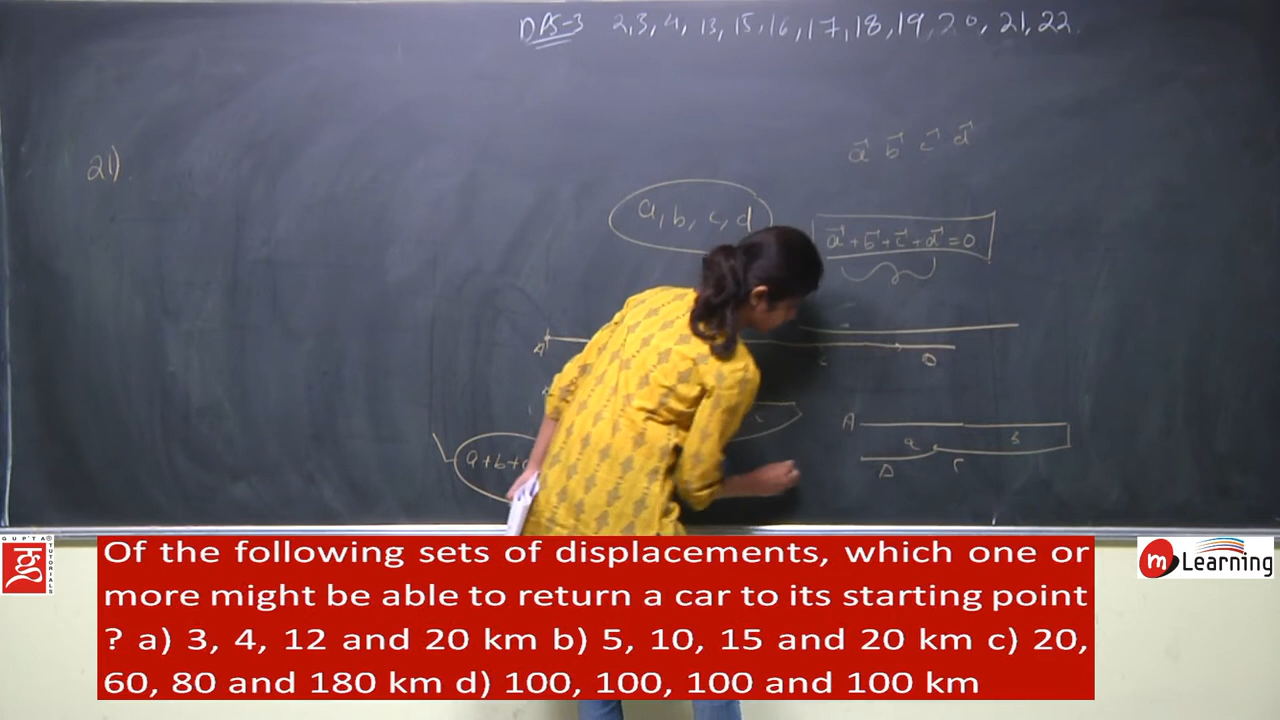 DPS-3 2,3, 4, 13, 15, 16, 17, 18, 19, 20, 21, 22
21)
a⃗ b⃗ c⃗ d⃗
a, b, c, d
a⃗ + b⃗ + c⃗ + d⃗ = 0
A
D
A
a b
D
a+b+
GUPTA
TUTORIALS
m Learning
Of the following sets of displacements, which one or
more might be able to return a car to its starting point
? a) 3, 4, 12 and 20 km b) 5, 10, 15 and 20 km c) 20,
60, 80 and 180 km d) 100, 100, 100 and 100 km